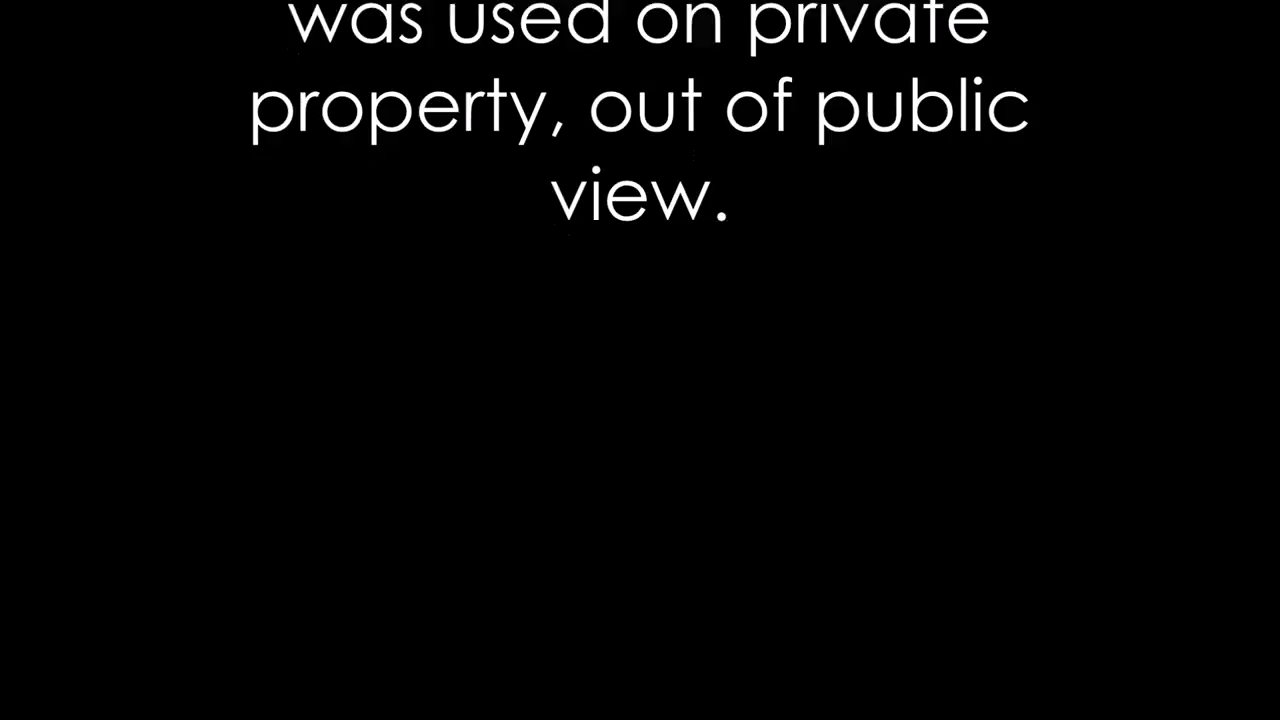 was used on private
property, out of public
view.